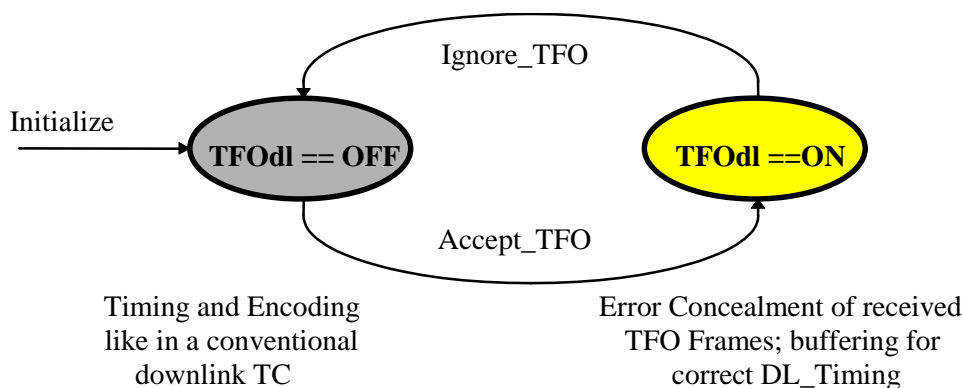 Ignore_TFO
Initialize
TFOdl == OFF
TFOdl ==ON
Accept_TFO
Timing and Encoding
like in a conventional
downlink TC
Error Concealment of received
TFO Frames; buffering for
correct DL_Timing